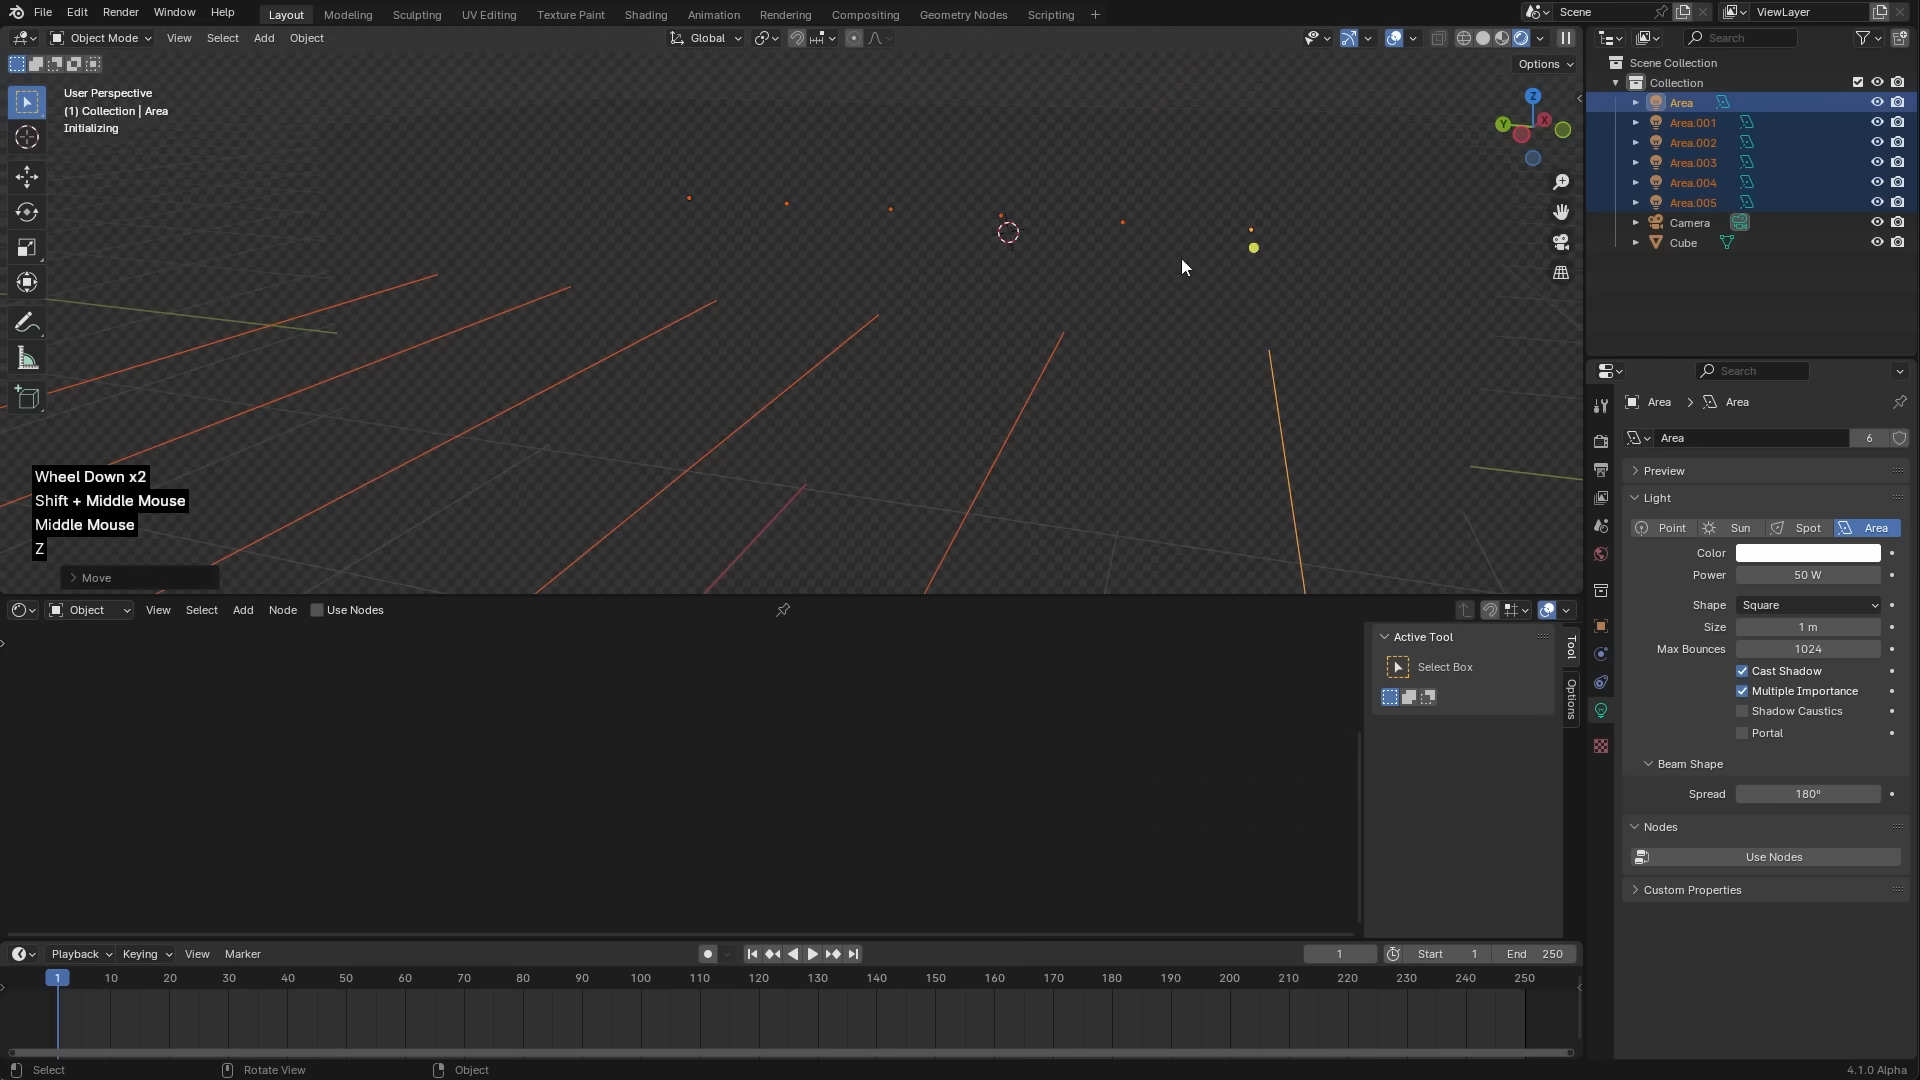 File Edit Render Window Help
Layout Modeling Sculpting UV Editing Texture Paint Shading Animation Rendering Compositing Geometry Nodes Scripting
Scene
ViewLayer
Object Mode View Select Add Object
Global
Options
User Perspective
(1) Collection | Area
Initializing
Z
Y
X
Wheel Down x2
Shift + Middle Mouse
Middle Mouse
Z
Move
Search
Scene Collection
Collection
Area
Area.001
Area.002
Area.003
Area.004
Area.005
Camera
Cube
Search
Area > Area
Area 6
Preview
Light
Point Sun Spot Area
Color
Power 50 W
Shape Square
Size 1 m
Max Bounces 1024
Cast Shadow
Multiple Importance
Shadow Caustics
Portal
Beam Shape
Spread 180°
Nodes
Use Nodes
Custom Properties
Object View Select Add Node Use Nodes
Active Tool
Select Box
Tool
Options
Playback Keying View Marker
1 Start 1 End 250
1 10 20 30 40 50 60 70 80 90 100 110 120 130 140 150 160 170 180 190 200 210 220 230 240 250
Select Rotate View Object
4.1.0 Alpha